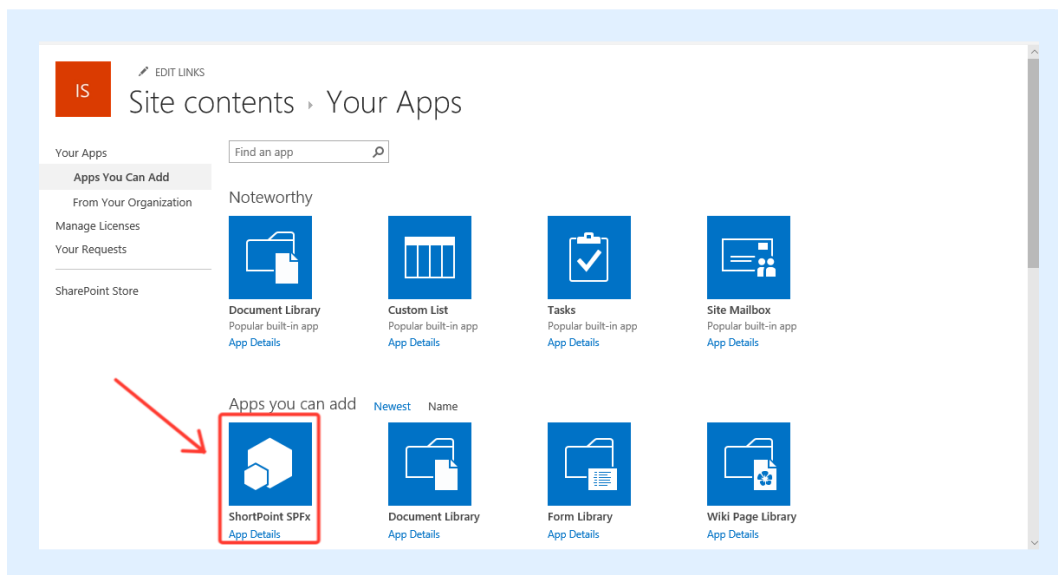 IS
EDIT LINKS
Site contents › Your Apps
Your Apps
Apps You Can Add
From Your Organization
Manage Licenses
Your Requests
SharePoint Store
Find an app
Noteworthy
Document Library Custom List Tasks Site Mailbox
Popular built-in app Popular built-in app Popular built-in app Popular built-in app
App Details App Details App Details App Details
Apps you can add Newest Name
ShortPoint SPFx Document Library Form Library Wiki Page Library
App Details App Details App Details App Details